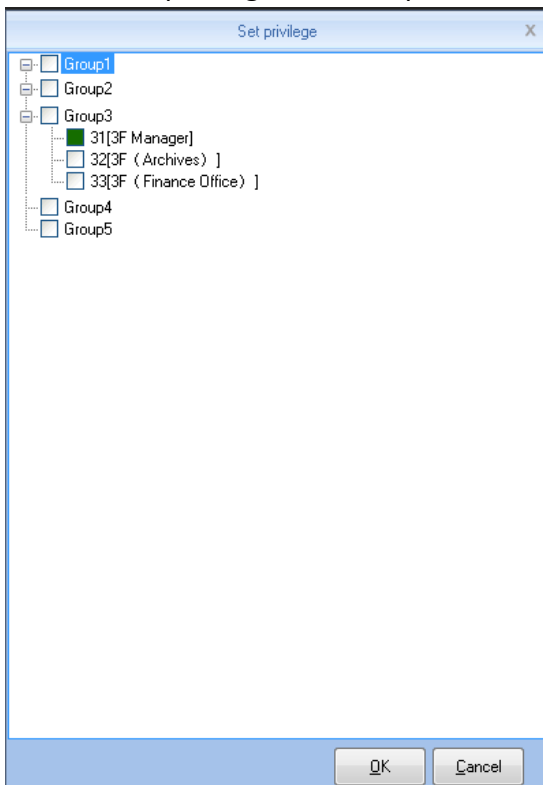 Set privilege
X
Group1
Group2
Group3
31[3F Manager]
32[3F（Archives）]
33[3F（Finance Office）]
Group4
Group5
OK
Cancel